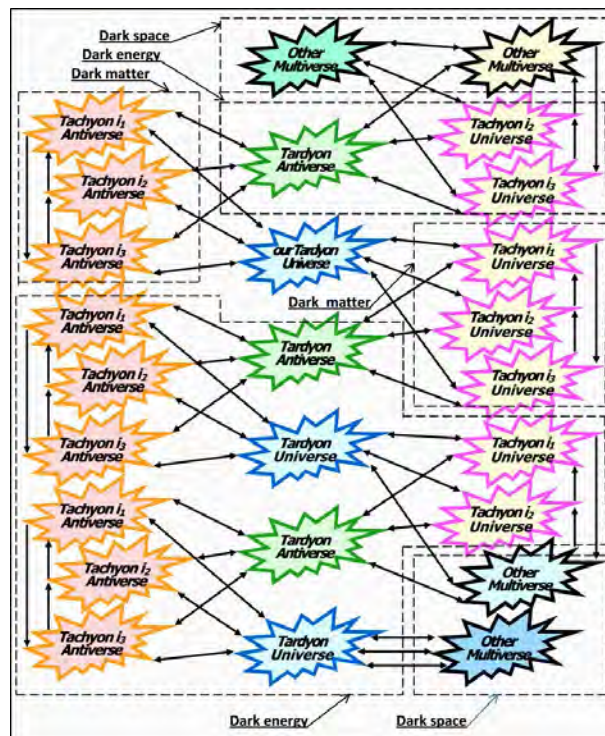 Dark space
Dark energy
Dark matter
Other
Multiverse
Other
Multiverse
Tachyon i1
Antiverse
Tachyon i2
Universe
Tardyon
Antiverse
Tachyon i2
Antiverse
Tachyon i3
Universe
Tachyon i3
Antiverse
our Tardyon
Universe
Tachyon i1
Universe
Dark matter
Tachyon i1
Antiverse
Tachyon i2
Universe
Tardyon
Antiverse
Tachyon i2
Antiverse
Tachyon i3
Universe
Tachyon i3
Antiverse
Tardyon
Universe
Tachyon i1
Universe
Tachyon i1
Antiverse
Tachyon i2
Universe
Tardyon
Antiverse
Tachyon i2
Antiverse
Other
Multiverse
Tachyon i3
Antiverse
Tardyon
Universe
Other
Multiverse
Dark energy
Dark space